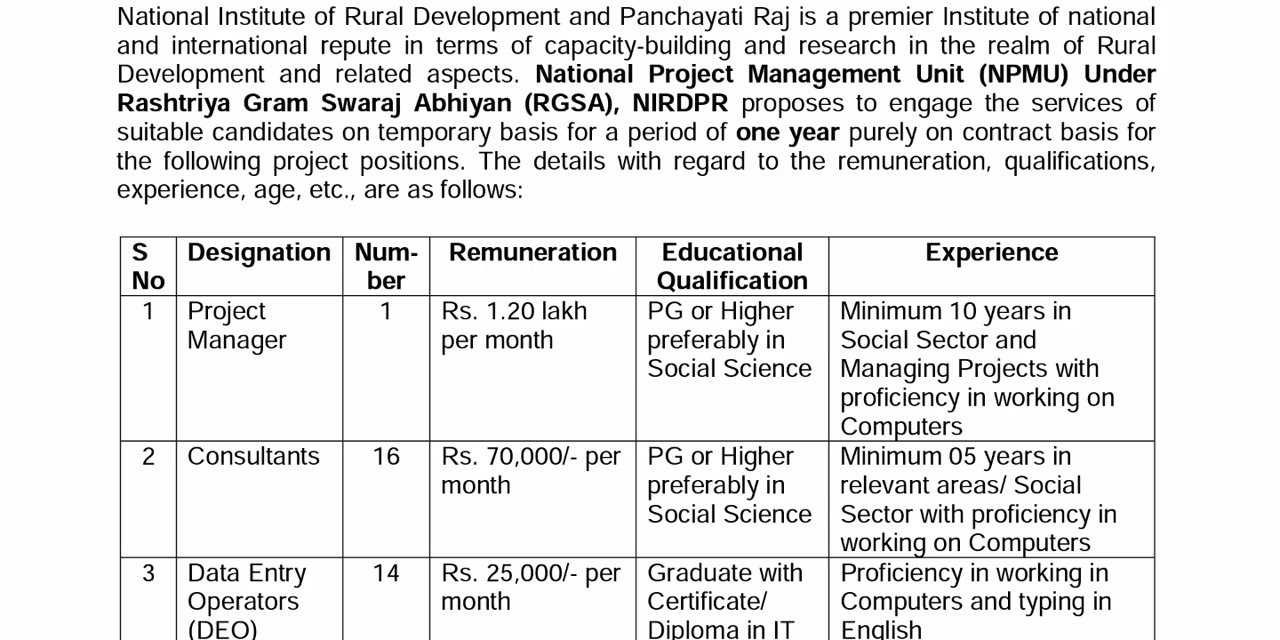 National Institute of Rural Development and Panchayati Raj is a premier Institute of national
and international repute in terms of capacity-building and research in the realm of Rural
Development and related aspects. National Project Management Unit (NPMU) Under
Rashtriya Gram Swaraj Abhiyan (RGSA), NIRDPR proposes to engage the services of
suitable candidates on temporary basis for a period of one year purely on contract basis for
the following project positions. The details with regard to the remuneration, qualifications,
experience, age, etc., are as follows:
S No
Designation
Num-
ber
Remuneration
Educational
Qualification
Experience
1
Project
Manager
1
Rs. 1.20 lakh
per month
PG or Higher
preferably in
Social Science
Minimum 10 years in
Social Sector and
Managing Projects with
proficiency in working on
Computers
2
Consultants
16
Rs. 70,000/- per
month
PG or Higher
preferably in
Social Science
Minimum 05 years in
relevant areas/ Social
Sector with proficiency in
working on Computers
3
Data Entry
Operators
(DEO)
14
Rs. 25,000/- per
month
Graduate with
Certificate/
Diploma in IT
Proficiency in working in
Computers and typing in
English